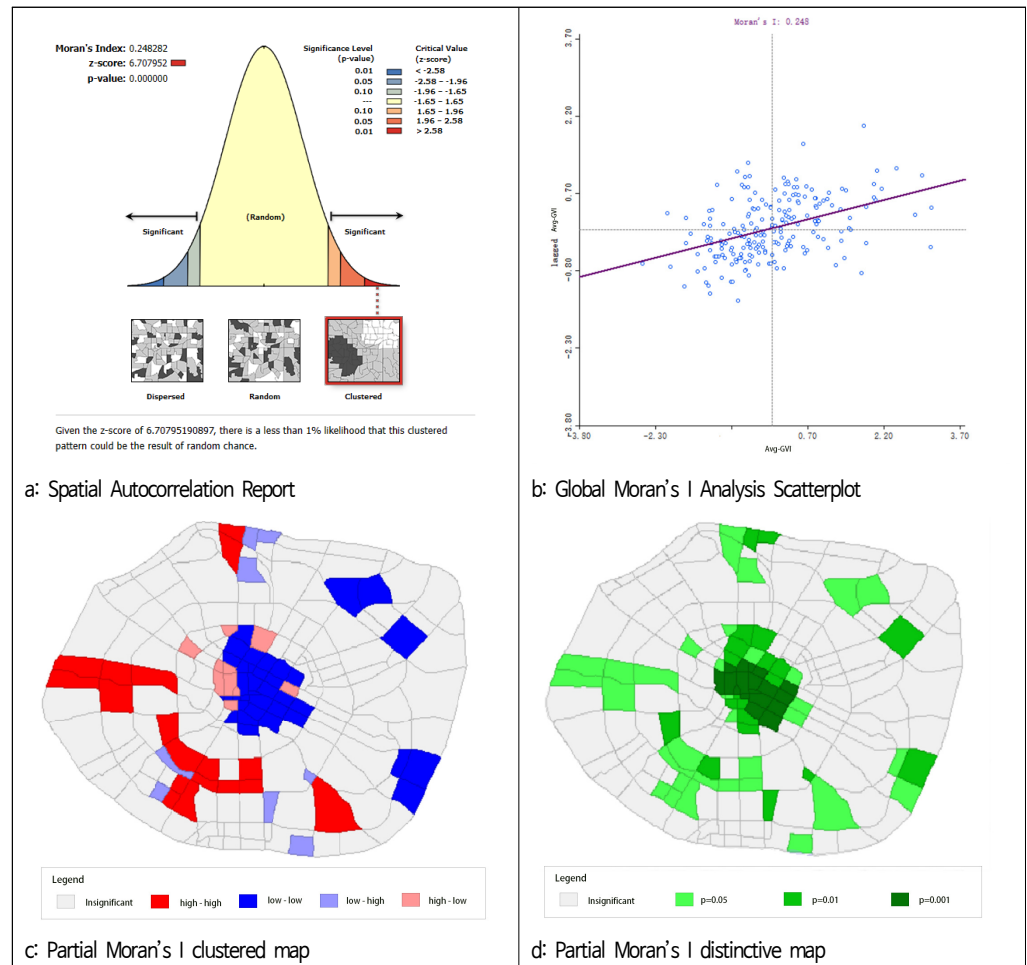 Moran's Index: 0.248282
z-score: 6.707952
p-value: 0.000000
Significance Level (p-value)
Critical Value (z-score)
0.01 < -2.58
0.05 -2.58 – -1.96
0.10 -1.96 – -1.65
--- -1.65 – 1.65
0.10 1.65 – 1.96
0.05 1.96 – 2.58
0.01 > 2.58
(Random)
Significant
Significant
Dispersed
Random
Clustered
Given the z-score of 6.70795190897, there is a less than 1% likelihood that this clustered
pattern could be the result of random chance.
a: Spatial Autocorrelation Report
Moran's I: 0.248
3.70
2.20
0.70
-0.80
-2.30
-3.80
lagged Avg-GVI
-3.80 -2.30 0.70 2.20 3.70
Avg-GVI
b: Global Moran's I Analysis Scatterplot
Legend
Insignificant high - high low - low low - high high - low
c: Partial Moran's I clustered map
Legend
Insignificant p=0.05 p=0.01 p=0.001
d: Partial Moran's I distinctive map